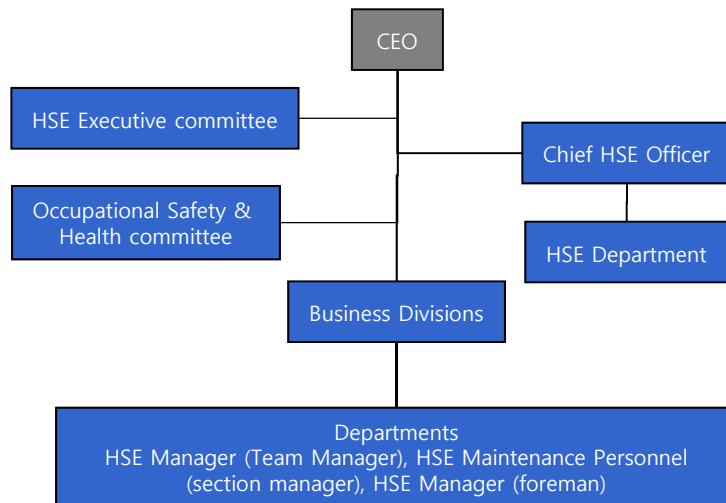 CEO
HSE Executive committee
Chief HSE Officer
Occupational Safety &
Health committee
HSE Department
Business Divisions
Departments
HSE Manager (Team Manager), HSE Maintenance Personnel
(section manager), HSE Manager (foreman)